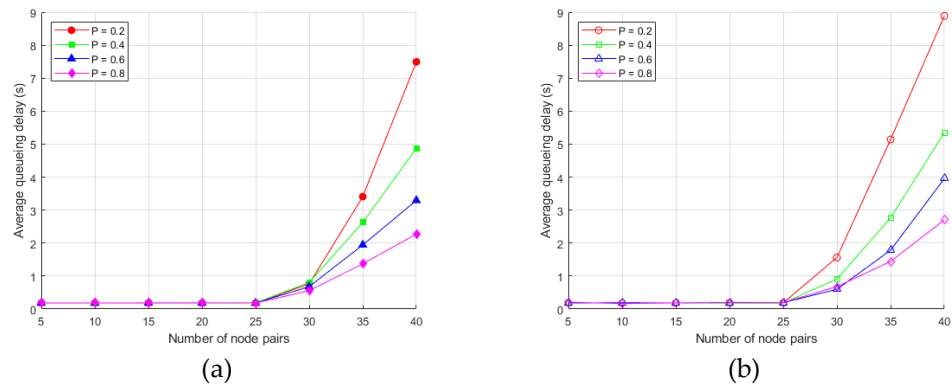 9
8
7
6
5
4
3
2
1
0
Average queueing delay (s)
P = 0.2
P = 0.4
P = 0.6
P = 0.8
5 10 15 20 25 30 35 40
Number of node pairs
(a)
9
8
7
6
5
4
3
2
1
0
Average queueing delay (s)
P = 0.2
P = 0.4
P = 0.6
P = 0.8
5 10 15 20 25 30 35 40
Number of node pairs
(b)